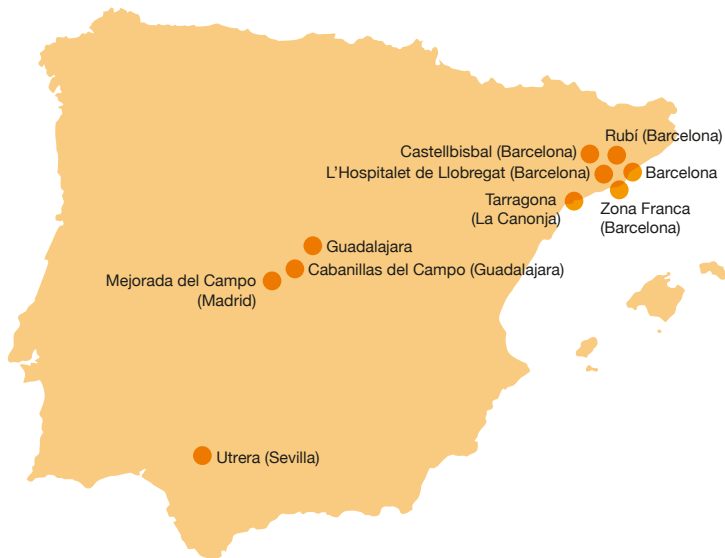 Rubí (Barcelona)
Castellbisbal (Barcelona)
L’Hospitalet de Llobregat (Barcelona)
Barcelona
Tarragona
(La Canonja)
Zona Franca
(Barcelona)
Guadalajara
Cabanillas del Campo (Guadalajara)
Mejorada del Campo
(Madrid)
Utrera (Sevilla)